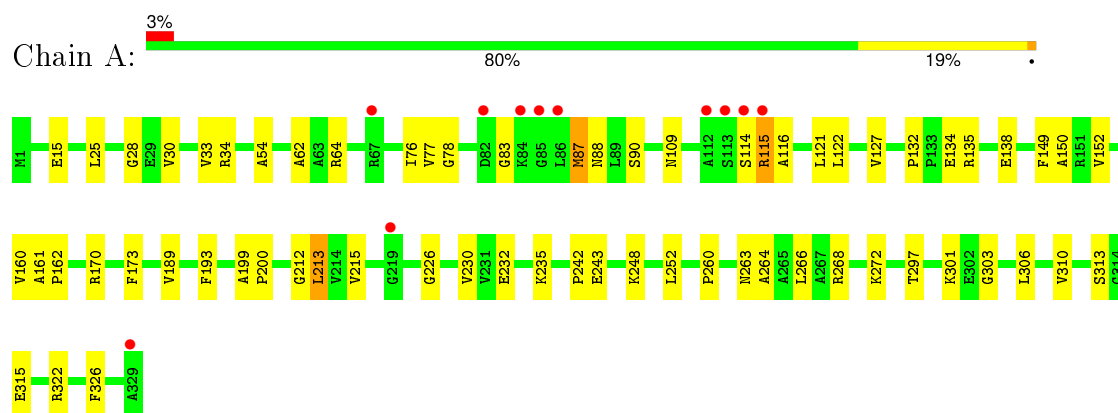 3%
Chain A:
80% 19% •
M1 E15 L25 G28 E29 V30 V33 R34 A54 A62 A63 R64 R67 I76 V77 G78 D82 G83 K84 G85 L86 M87 N88 L89 S90 N109 A112 S113 S114 R115 A116 L121 L122 V127 P132 P133 E134 R135 E138 F149 A150 R151 V152
V160 A161 P162 R170 F173 V189 F193 A199 P200 G212 L213 V214 V215 G219 G226 V230 V231 E232 K235 P242 E243 K248 L252 P260 N263 A264 A265 L266 A267 R268 K272 T297 K301 E302 G303 L306 V310 S313 G314
E315 R322 F326 A329